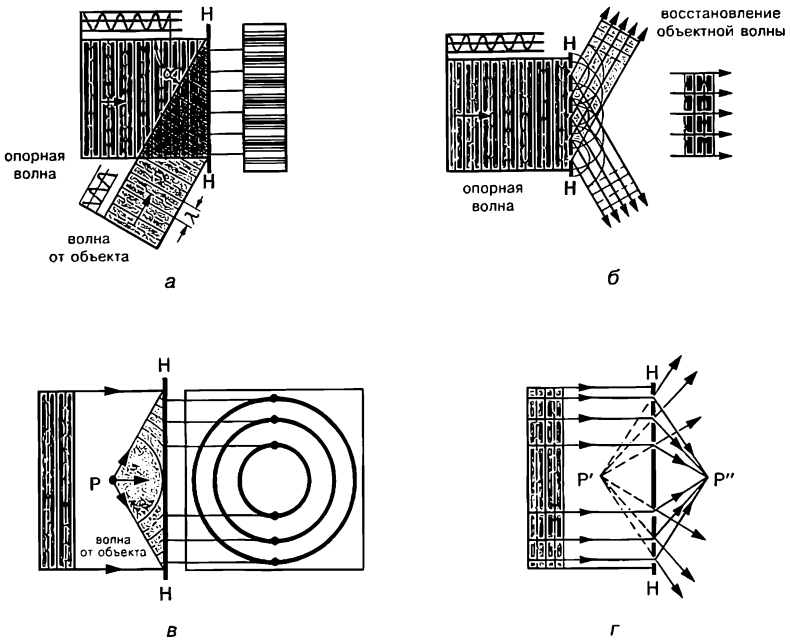 H
α
H
опорная
волна
λ
волна
от объекта
а
восстановление
объектной волны
H
H
опорная
волна
б
H
P
волна
от объекта
H
в
H
P′
P″
H
г